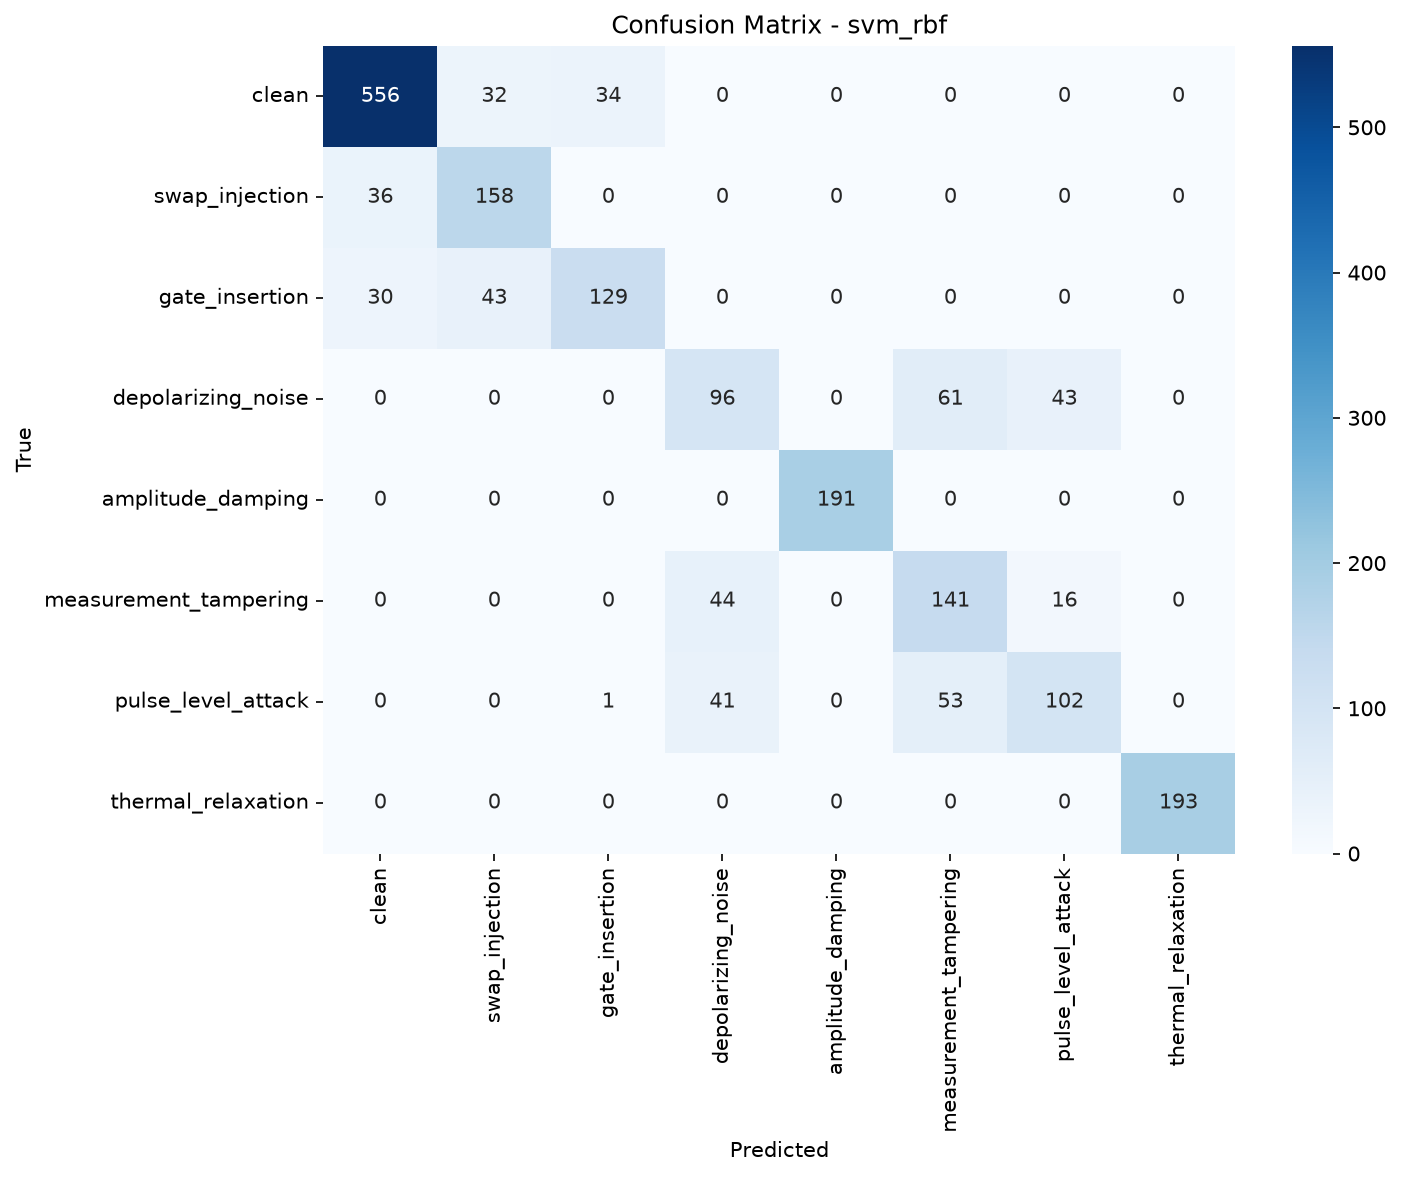 Confusion Matrix - svm_rbf
clean 556 32 34 0 0 0 0 0
swap_injection 36 158 0 0 0 0 0 0
gate_insertion 30 43 129 0 0 0 0 0
depolarizing_noise 0 0 0 96 0 61 43 0
amplitude_damping 0 0 0 0 191 0 0 0
measurement_tampering 0 0 0 44 0 141 16 0
pulse_level_attack 0 0 1 41 0 53 102 0
thermal_relaxation 0 0 0 0 0 0 0 193
True
clean
swap_injection
gate_insertion
depolarizing_noise
amplitude_damping
measurement_tampering
pulse_level_attack
thermal_relaxation
Predicted
500
400
300
200
100
0